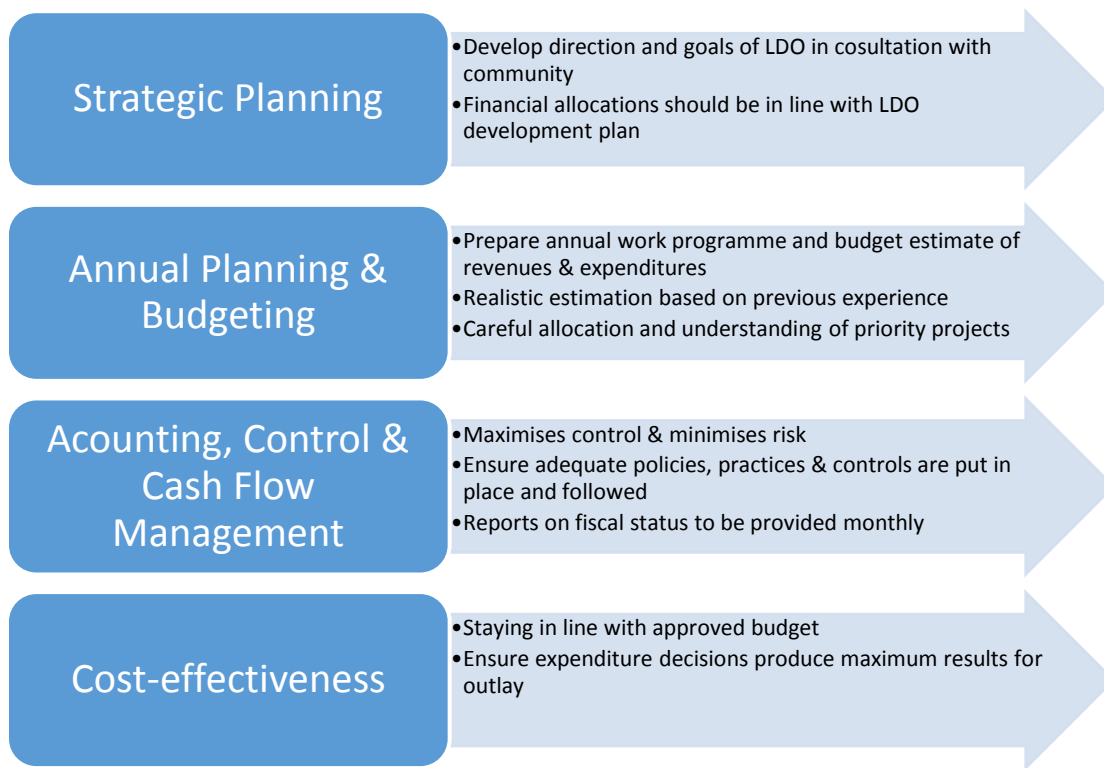 Strategic Planning
•Develop direction and goals of LDO in cosultation with
community
•Financial allocations should be in line with LDO
development plan
Annual Planning &
Budgeting
•Prepare annual work programme and budget estimate of
revenues & expenditures
•Realistic estimation based on previous experience
•Careful allocation and understanding of priority projects
Acounting, Control &
Cash Flow
Management
•Maximises control & minimises risk
•Ensure adequate policies, practices & controls are put in
place and followed
•Reports on fiscal status to be provided monthly
Cost-effectiveness
•Staying in line with approved budget
•Ensure expenditure decisions produce maximum results for
outlay